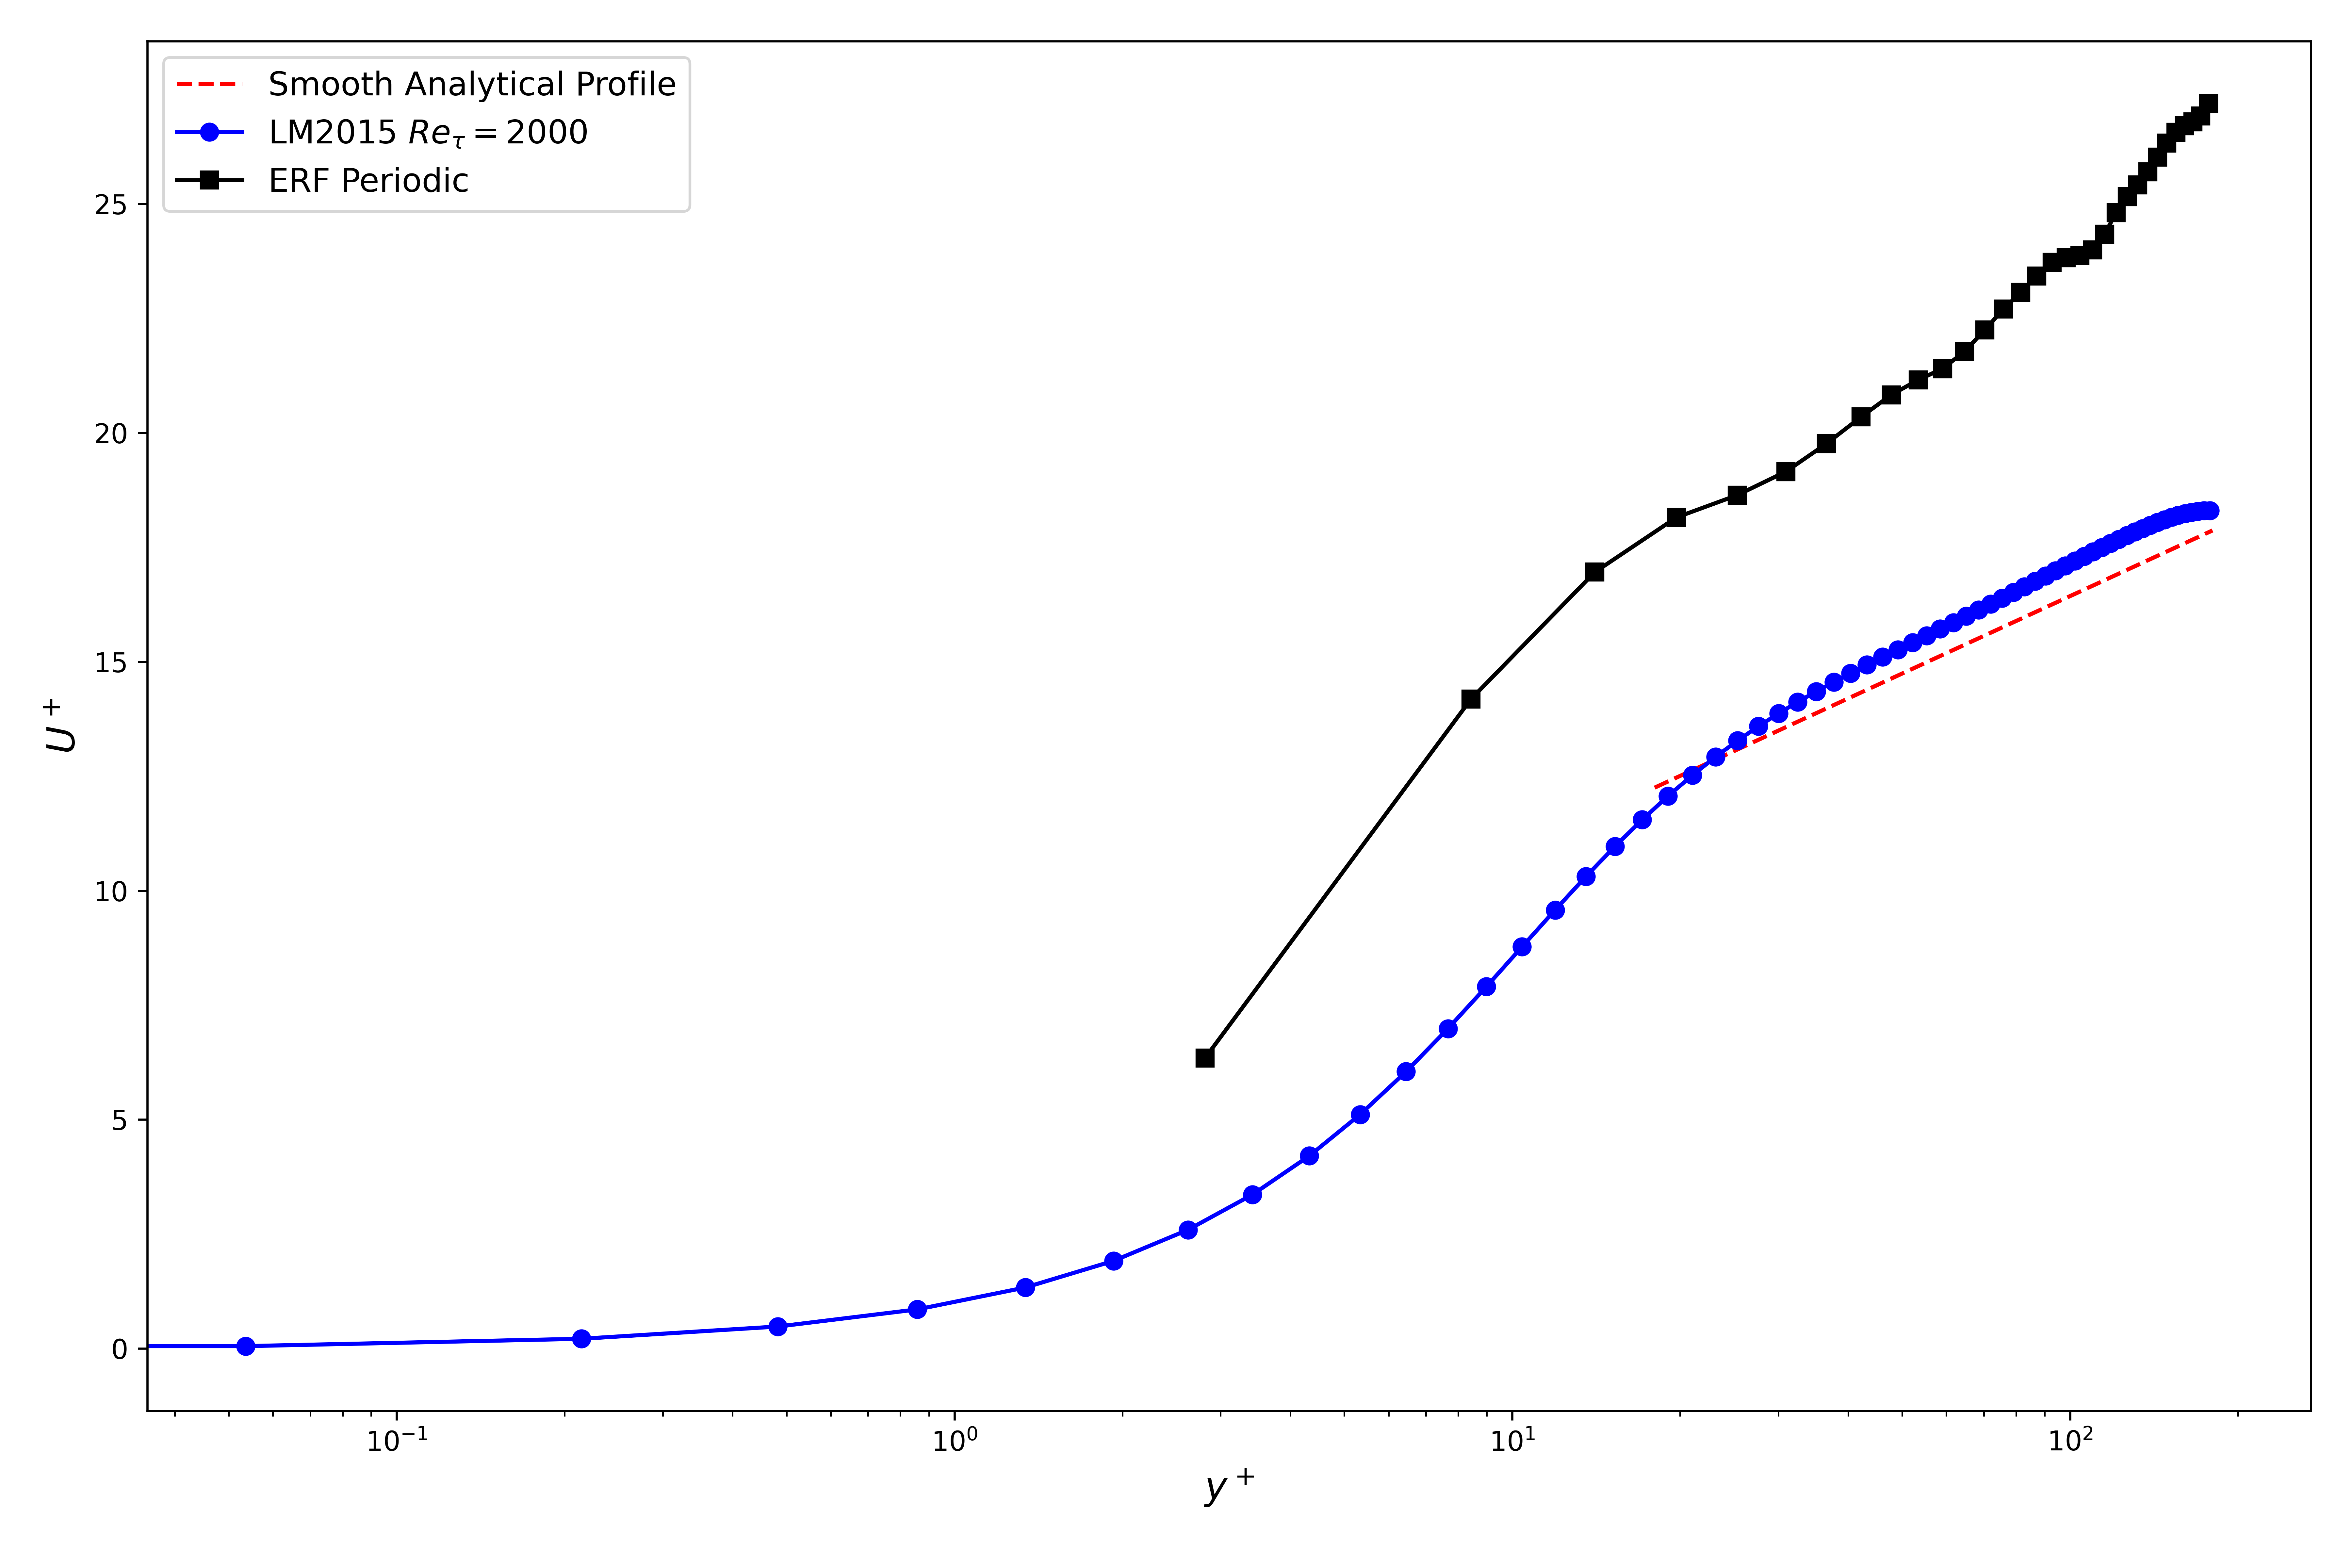 Smooth Analytical Profile
LM2015 $Re_\tau = 2000$
ERF Periodic
25
20
15
10
5
0
$U^+$
$10^{-1}$ $10^0$ $10^1$ $10^2$
$y^+$